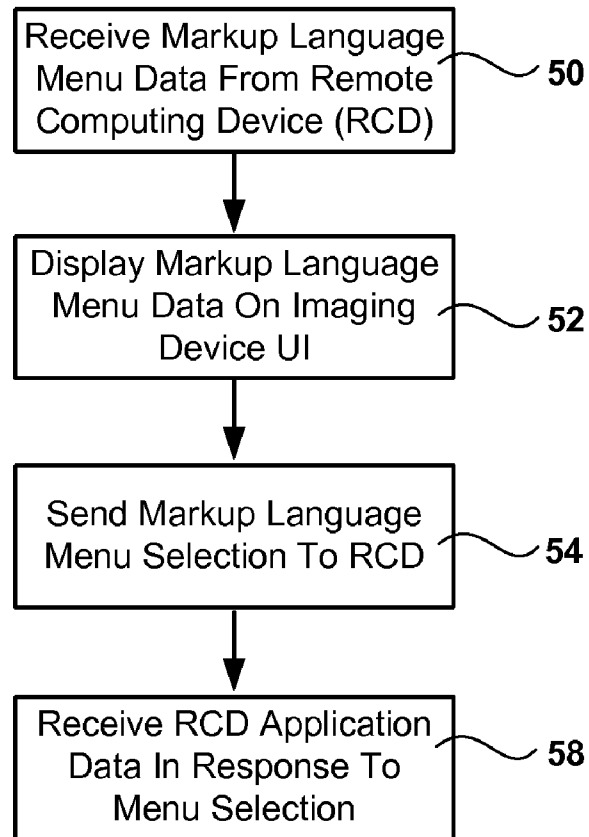 Receive Markup Language
Menu Data From Remote
Computing Device (RCD)
50
Display Markup Language
Menu Data On Imaging
Device UI
52
Send Markup Language
Menu Selection To RCD
54
Receive RCD Application
Data In Response To
Menu Selection
58